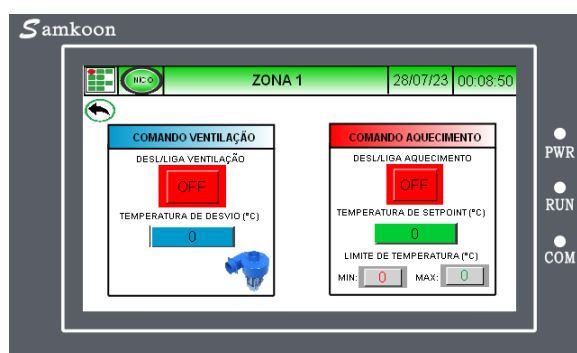 Samkoon
ZONA 1
28/07/23
00:08:50
COMANDO VENTILAÇÃO
DESL/LIGA VENTILAÇÃO
OFF
TEMPERATURA DE DESVIO (°C)
0
COMANDO AQUECIMENTO
DESL/LIGA AQUECIMENTO
OFF
TEMPERATURA DE SETPOINT (°C)
0
LIMITE DE TEMPERATURA (°C)
MIN: 0 MAX: 0
PWR
RUN
COM